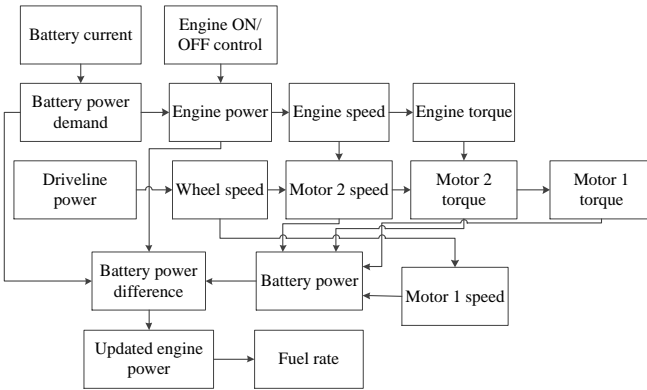 Battery current
Engine ON/
OFF control
Battery power
demand
Engine power
Engine speed
Engine torque
Driveline
power
Wheel speed
Motor 2 speed
Motor 2
torque
Motor 1
torque
Battery power
difference
Battery power
Motor 1 speed
Updated engine
power
Fuel rate